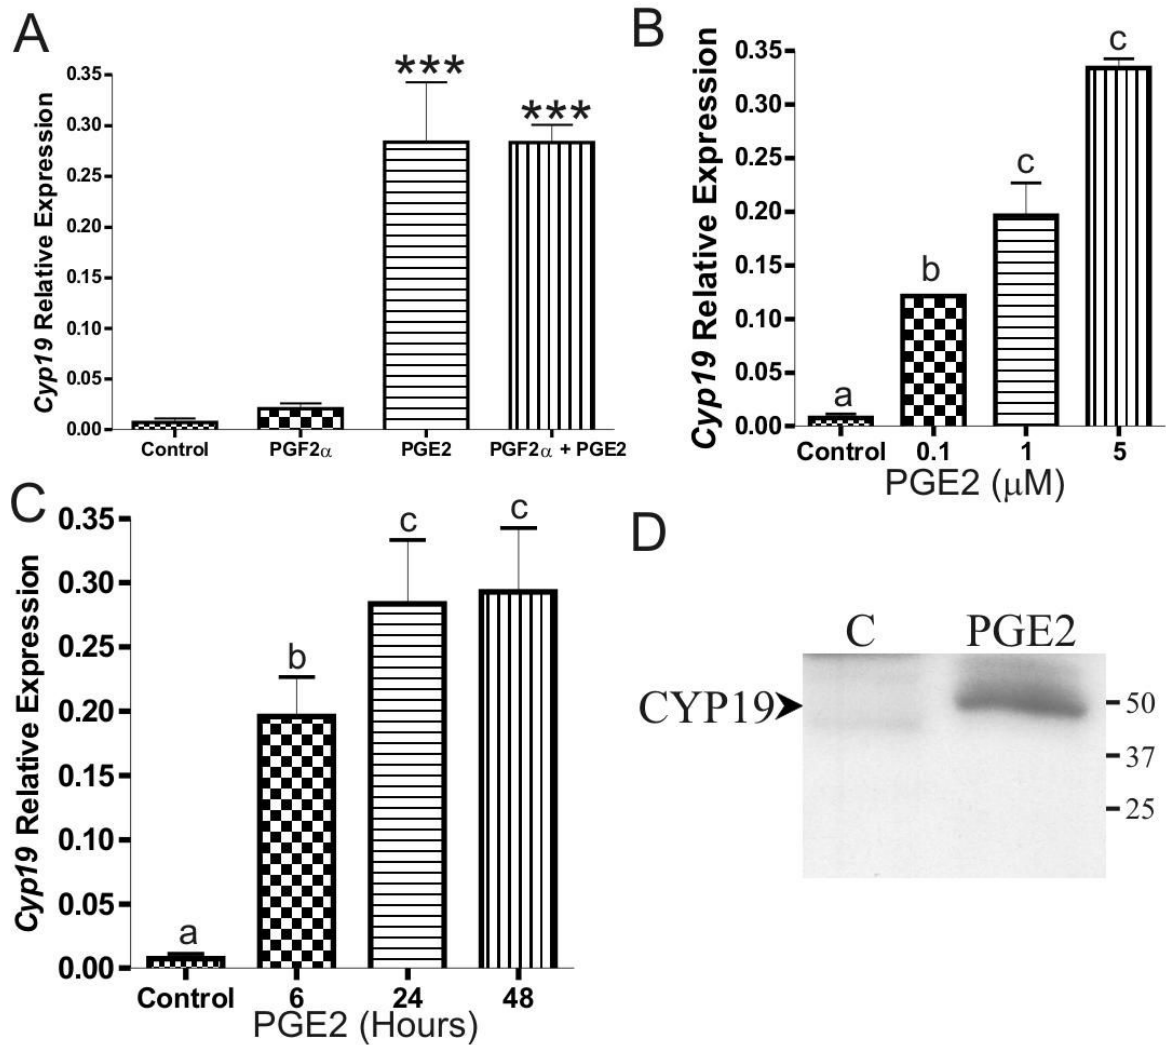 A
Cyp19 Relative Expression
0.35
0.30
0.25
0.20
0.15
0.10
0.05
0.00
***
***
Control
PGF2α
PGE2
PGF2α + PGE2
B
Cyp19 Relative Expression
0.35
0.30
0.25
0.20
0.15
0.10
0.05
0.00
a
b
c
c
Control
0.1
1
5
PGE2 (μM)
C
Cyp19 Relative Expression
0.35
0.30
0.25
0.20
0.15
0.10
0.05
0.00
a
b
c
c
Control
6
24
48
PGE2 (Hours)
D
C
PGE2
CYP19
50
37
25